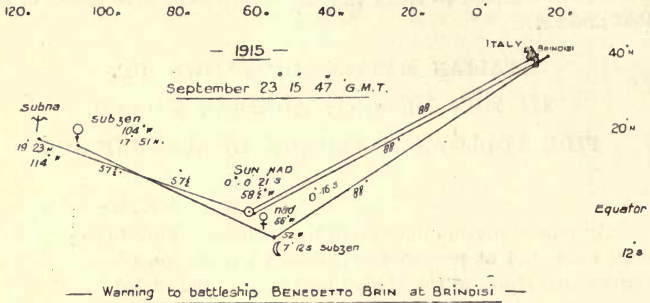 120.° 100.° 80.° 60.° 40.° 20.° 0.° 20.°
— 1915 —
ITALY BRINDISI
40°N
September 23° 15' 47" G.M.T.
Subna
Subzen
104°W
17° 51 N.
20°N
19° 23 N
114°W
57½
57½
SUN NAD
0° 0' 21 S
58½°W
88
88
88
0°.16 S
nad
56°W
52 W
7° 12 S Subzen
Equator
12°S
— Warning to battleship BENEDETTO BRIN at BRINDISI —